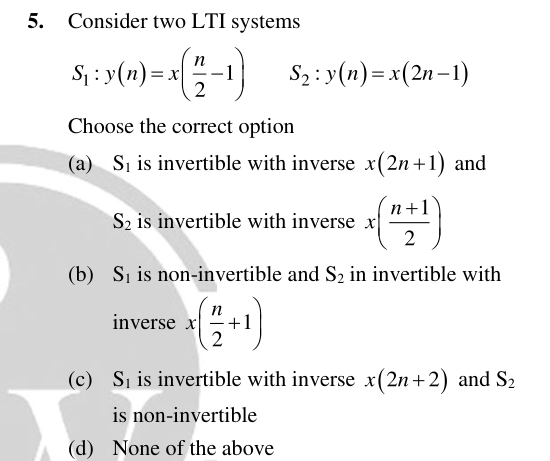 5. Consider two LTI systems
S₁ : y(n) = x(n/2 − 1)   S₂ : y(n) = x(2n − 1)
Choose the correct option
(a) S₁ is invertible with inverse x(2n + 1) and
S₂ is invertible with inverse x((n + 1)/2)
(b) S₁ is non-invertible and S₂ in invertible with
inverse x(n/2 + 1)
(c) S₁ is invertible with inverse x(2n + 2) and S₂
is non-invertible
(d) None of the above